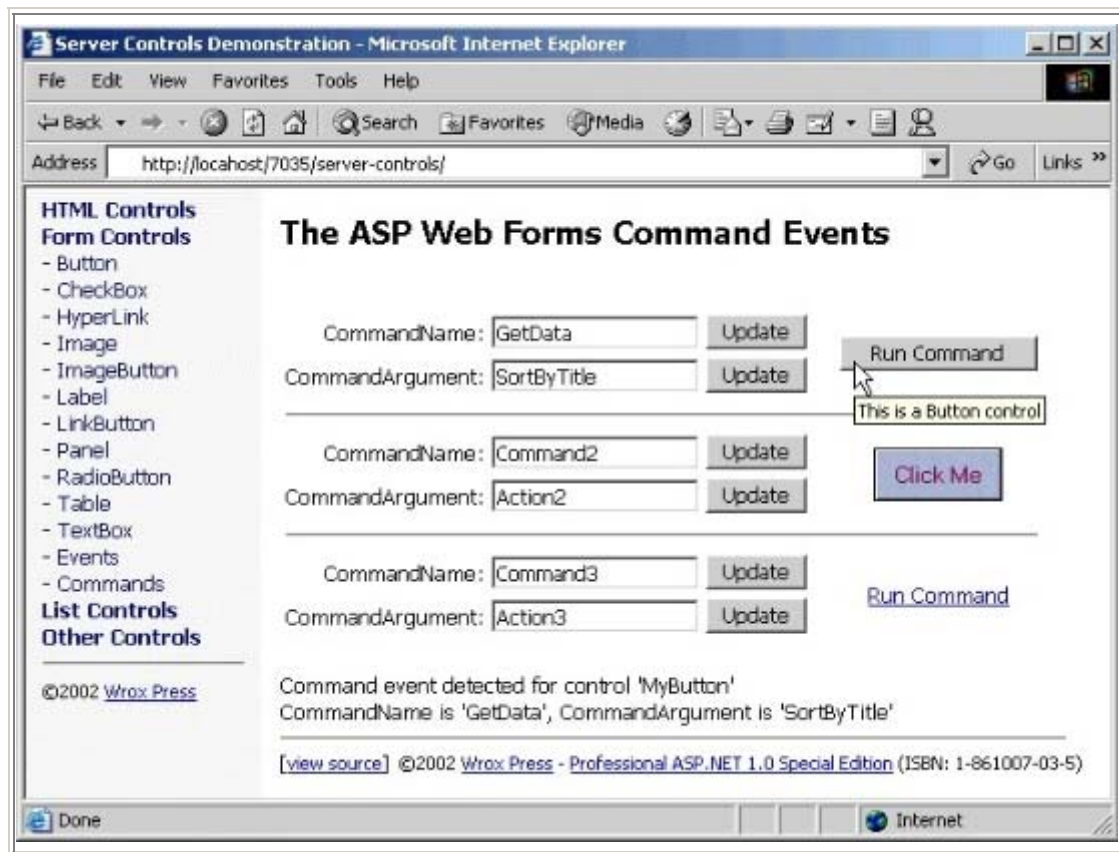 Server Controls Demonstration - Microsoft Internet Explorer
File Edit View Favorites Tools Help
Back Search Favorites Media
Address http://locahost/7035/server-controls/ Go Links »
HTML Controls
Form Controls
- Button
- CheckBox
- HyperLink
- Image
- ImageButton
- Label
- LinkButton
- Panel
- RadioButton
- Table
- TextBox
- Events
- Commands
List Controls
Other Controls
©2002 Wrox Press
The ASP Web Forms Command Events
CommandName: GetData Update
Run Command
CommandArgument: SortByTitle Update
This is a Button control
CommandName: Command2 Update
Click Me
CommandArgument: Action2 Update
CommandName: Command3 Update
Run Command
CommandArgument: Action3 Update
Command event detected for control 'MyButton'
CommandName is 'GetData', CommandArgument is 'SortByTitle'
[view source] ©2002 Wrox Press - Professional ASP.NET 1.0 Special Edition (ISBN: 1-861007-03-5)
Done Internet